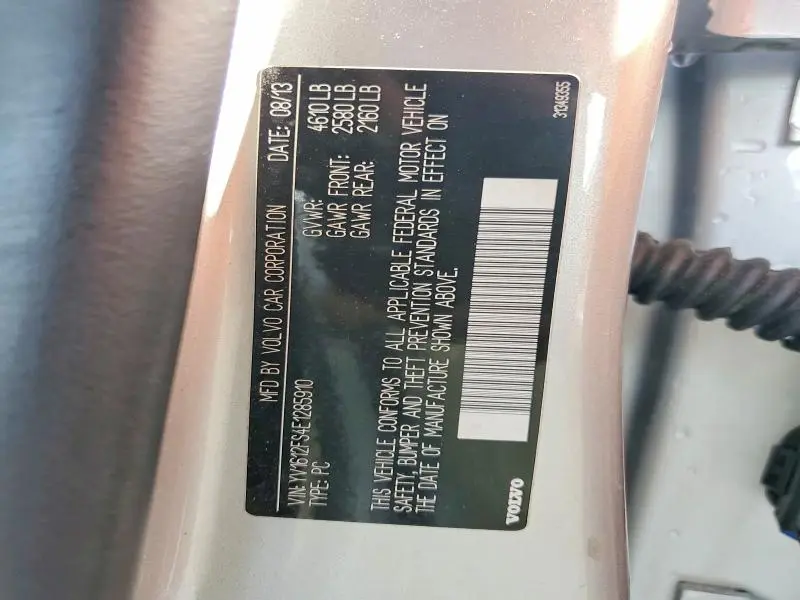 MFD BY VOLVO CAR CORPORATION DATE: 08/13
VIN:YV1612FS4E1285910 GVWR: 4610 LB
TYPE: PC GAWR FRONT: 2580 LB
GAWR REAR: 2160 LB
THIS VEHICLE CONFORMS TO ALL APPLICABLE FEDERAL MOTOR VEHICLE
SAFETY, BUMPER AND THEFT PREVENTION STANDARDS IN EFFECT ON
THE DATE OF MANUFACTURE SHOWN ABOVE.
VOLVO 31349355